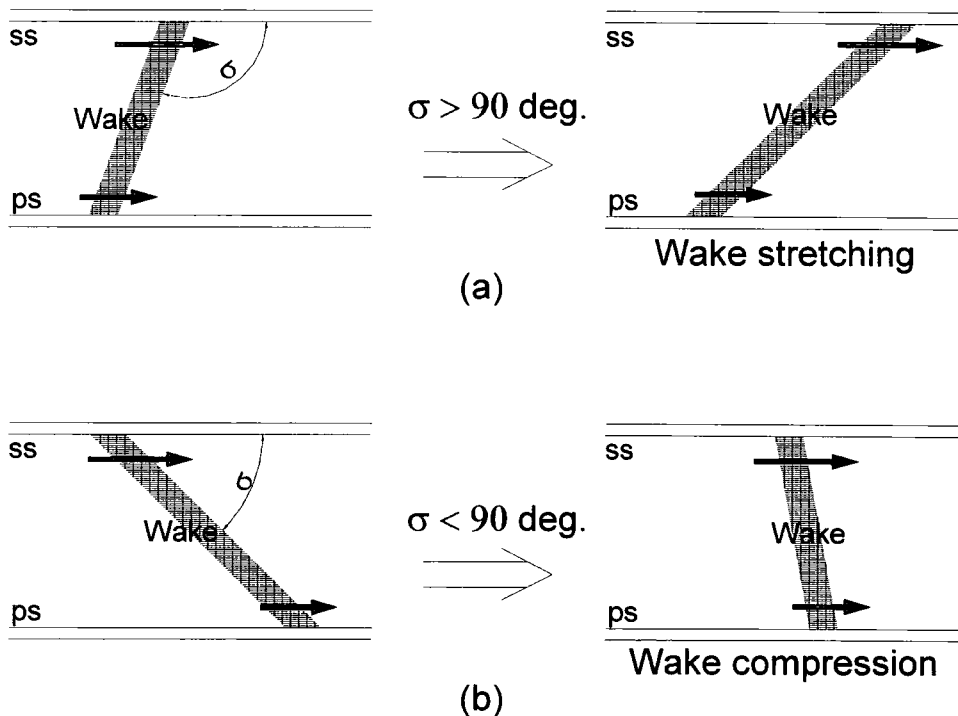 ss
σ
Wake
ps
σ > 90 deg.
ss
Wake
ps
Wake stretching
(a)
ss
σ
Wake
ps
σ < 90 deg.
ss
Wake
ps
Wake compression
(b)